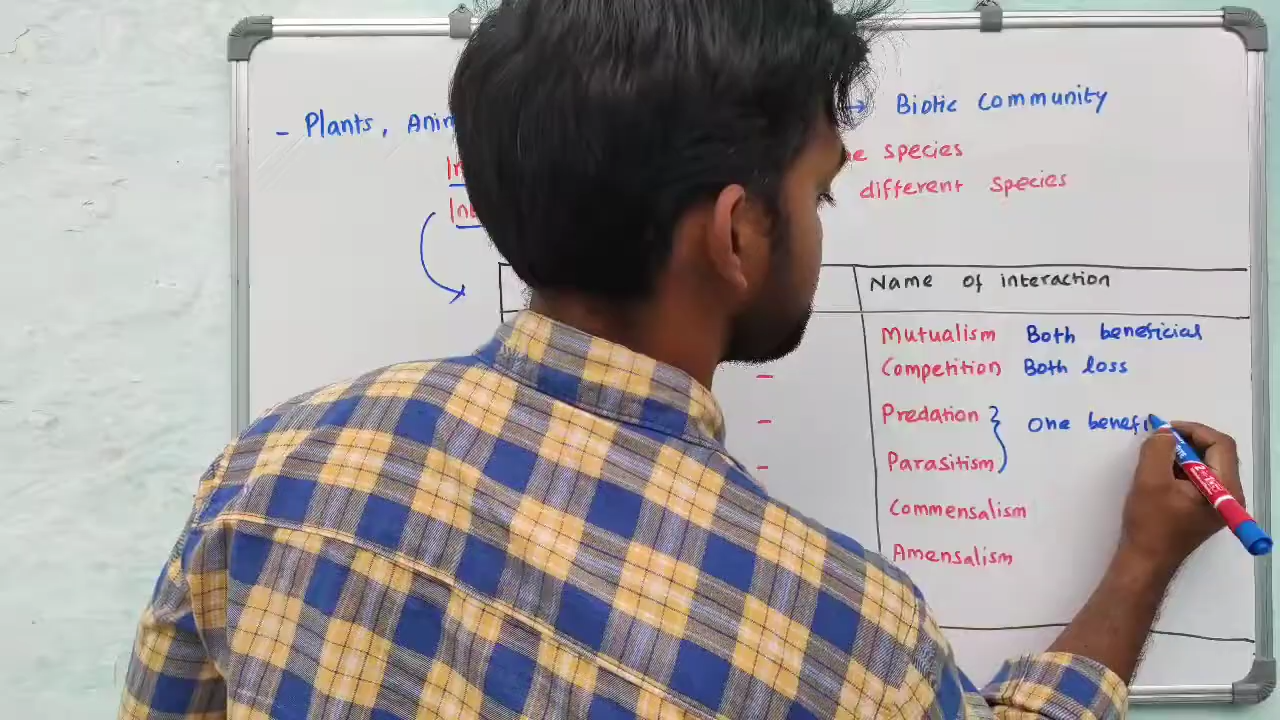 - Plants, Anim → Biotic Community
species
different Species
Name of interaction
Mutualism Both beneficial
- Competition Both loss
- Predation } One benefi
- Parasitism
Commensalism
Amensalism